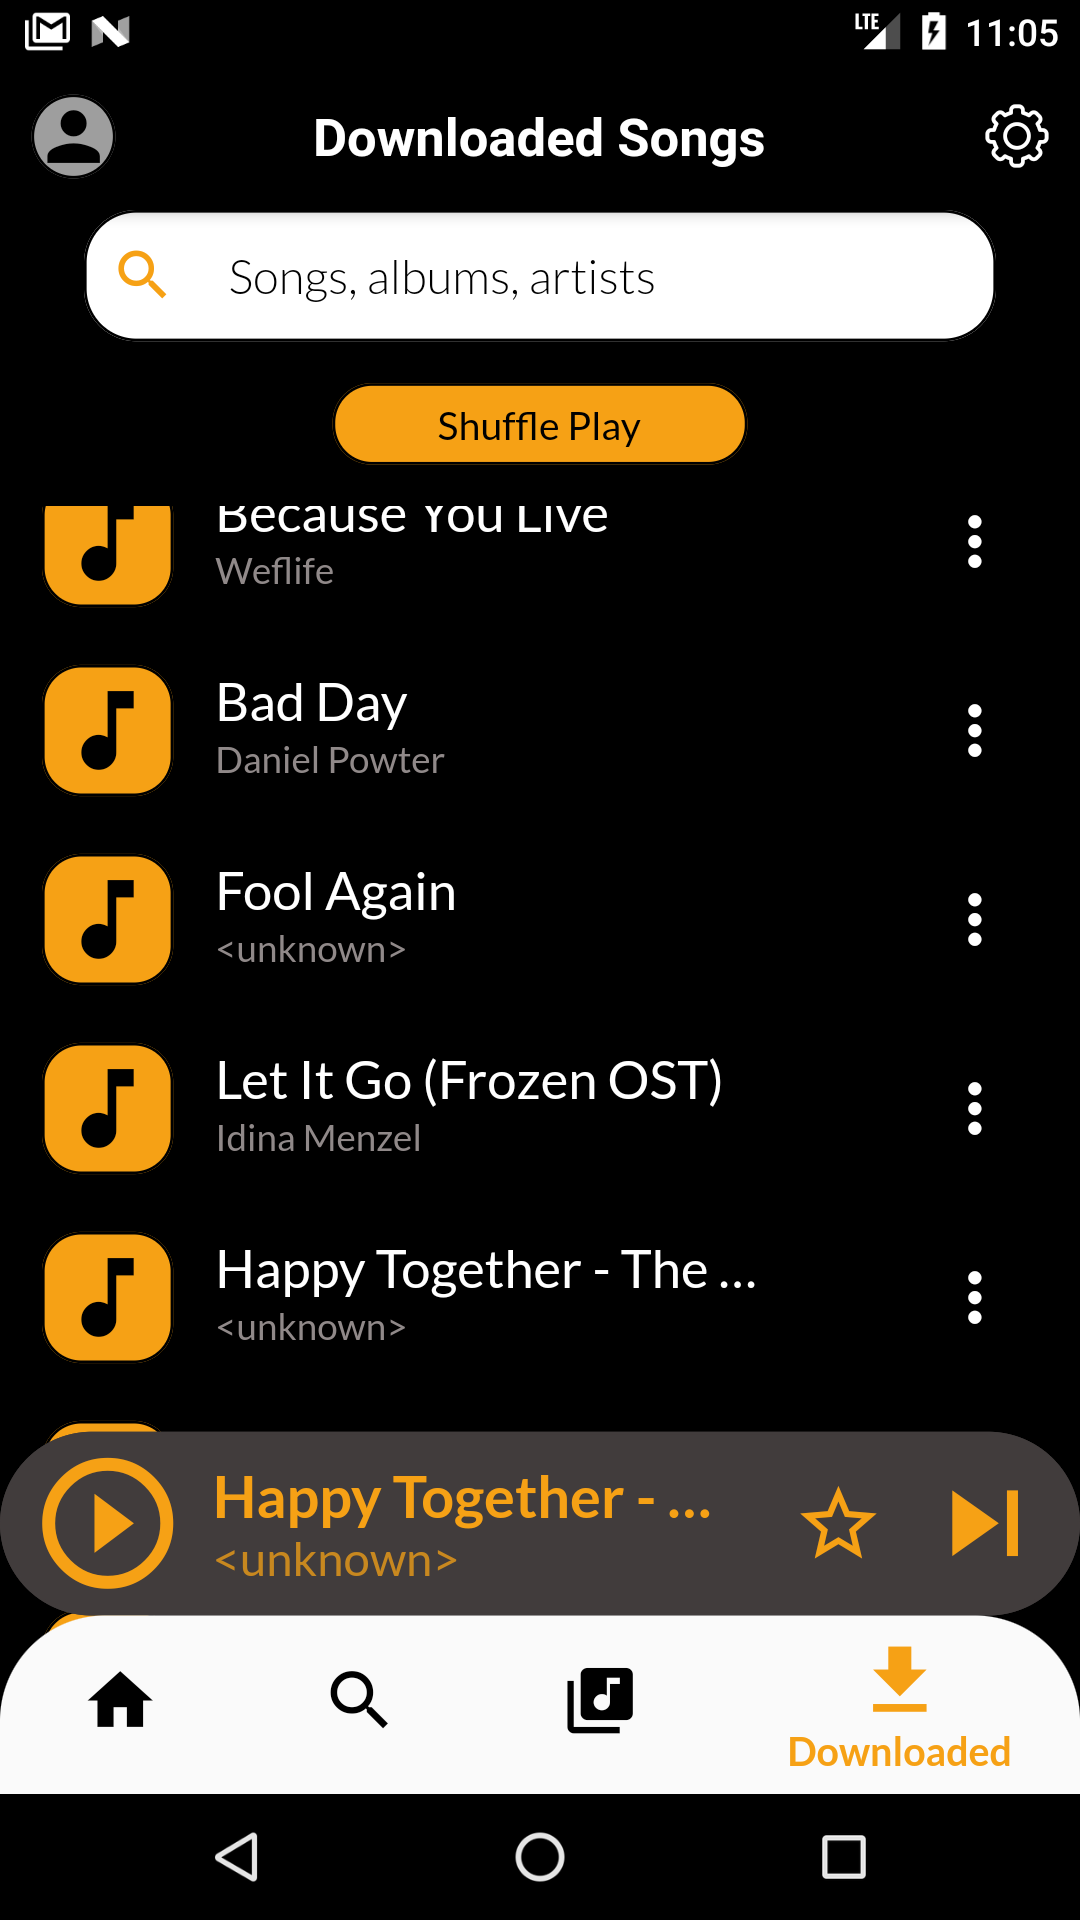 LTE 11:05
Downloaded Songs
Songs, albums, artists
Shuffle Play
Because You Live
Weflife
Bad Day
Daniel Powter
Fool Again
<unknown>
Let It Go (Frozen OST)
Idina Menzel
Happy Together - The ...
<unknown>
Happy Together - ...
<unknown>
Downloaded